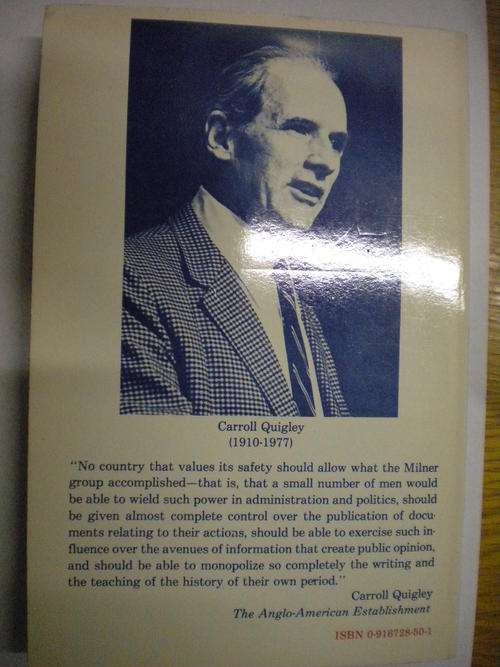 Carroll Quigley
(1910-1977)
"No country that values its safety should allow what the Milner
group accomplished—that is, that a small number of men would
be able to wield such power in administration and politics, should
be given almost complete control over the publication of docu-
ments relating to their actions, should be able to exercise such in-
fluence over the avenues of information that create public opinion,
and should be able to monopolize so completely the writing and
the teaching of the history of their own period."
Carroll Quigley
The Anglo-American Establishment
ISBN 0-916728-50-1